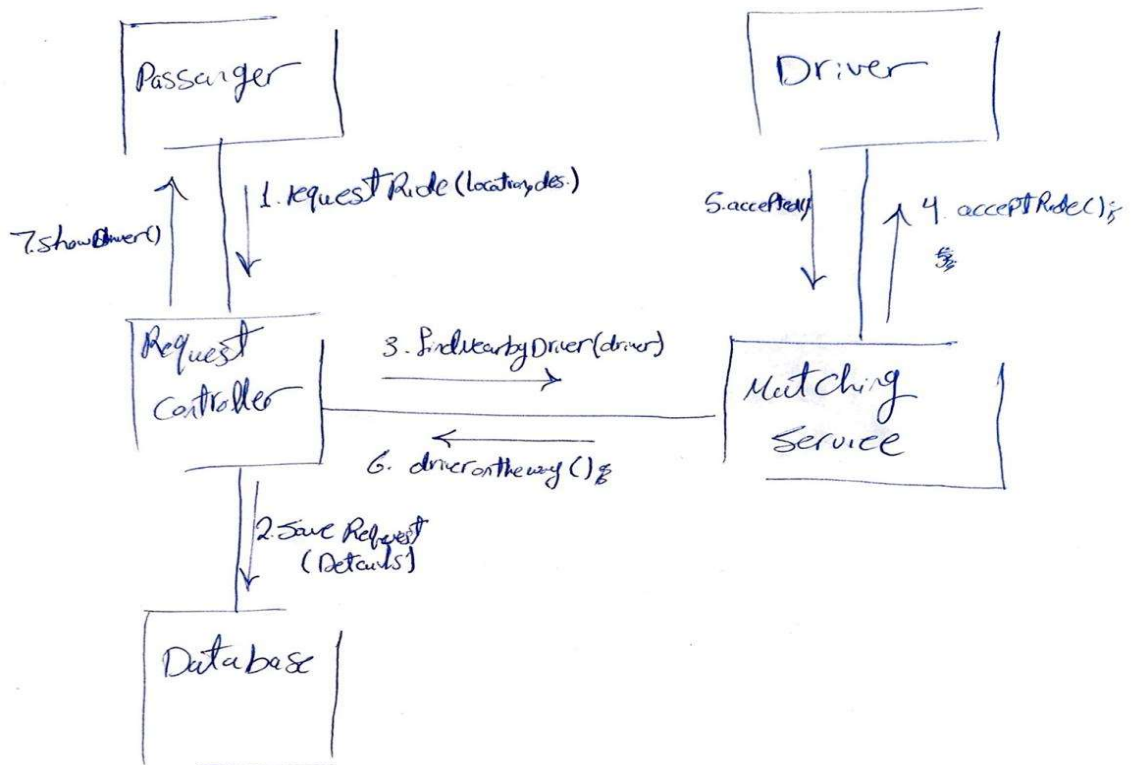 Passanger
Driver
1. requestRide (location, des.)
7. showDriver()
5. accepted()
4. acceptRide();
Request
Controller
3. findNearbyDriver(driver)
Matching
Service
6. driverontheway();
2. Save Request
(Details)
Database